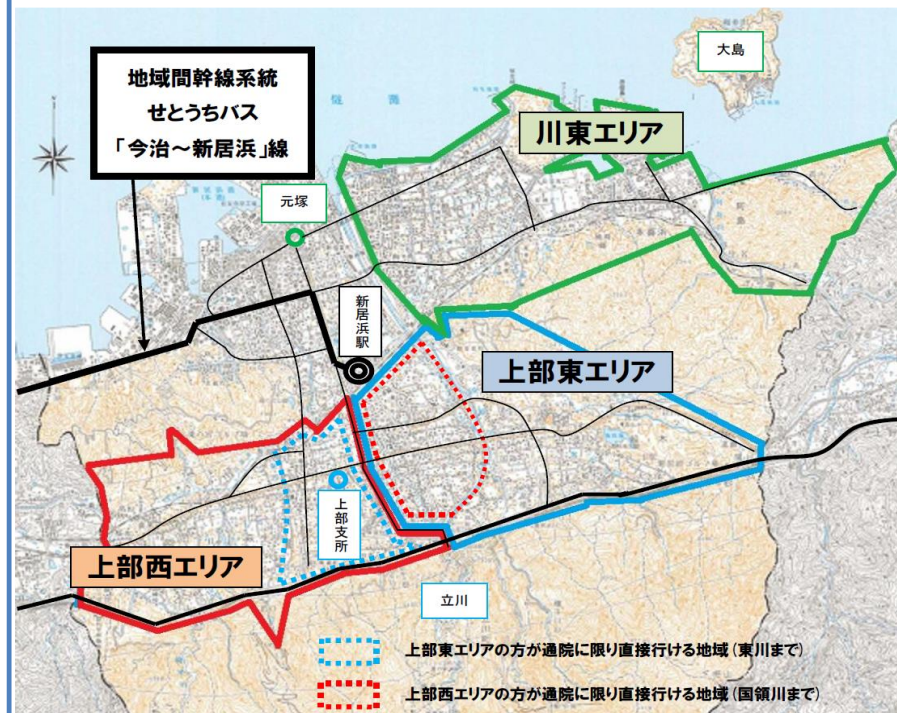 大島
地域間幹線系統
せとうちバス
「今治～新居浜」線
川東エリア
元塚
新居浜駅
上部東エリア
上部支所
上部西エリア
立川
上部東エリアの方が通院に限り直接行ける地域(東川まで)
上部西エリアの方が通院に限り直接行ける地域(国領川まで)